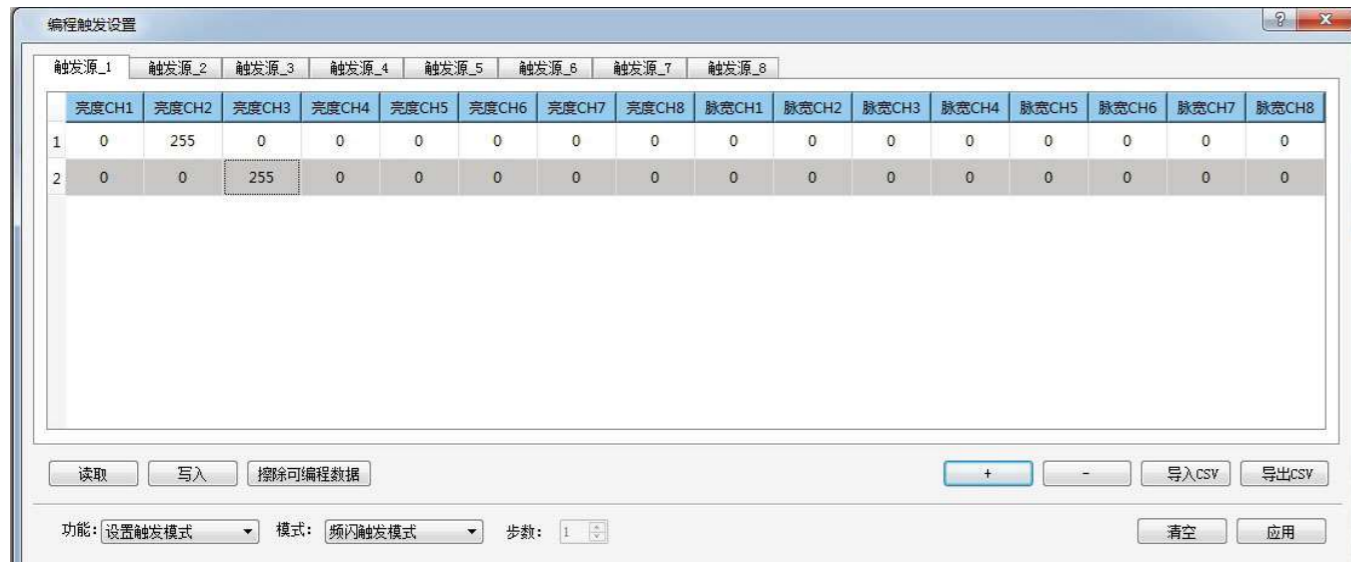 编程触发设置
触发源_1 触发源_2 触发源_3 触发源_4 触发源_5 触发源_6 触发源_7 触发源_8
亮度CH1 亮度CH2 亮度CH3 亮度CH4 亮度CH5 亮度CH6 亮度CH7 亮度CH8 脉宽CH1 脉宽CH2 脉宽CH3 脉宽CH4 脉宽CH5 脉宽CH6 脉宽CH7 脉宽CH8
1 0 255 0 0 0 0 0 0 0 0 0 0 0 0 0 0
2 0 0 255 0 0 0 0 0 0 0 0 0 0 0 0 0
读取 写入 擦除可编程数据 + - 导入CSV 导出CSV
功能: 设置触发模式 模式: 频闪触发模式 步数: 1 清空 应用